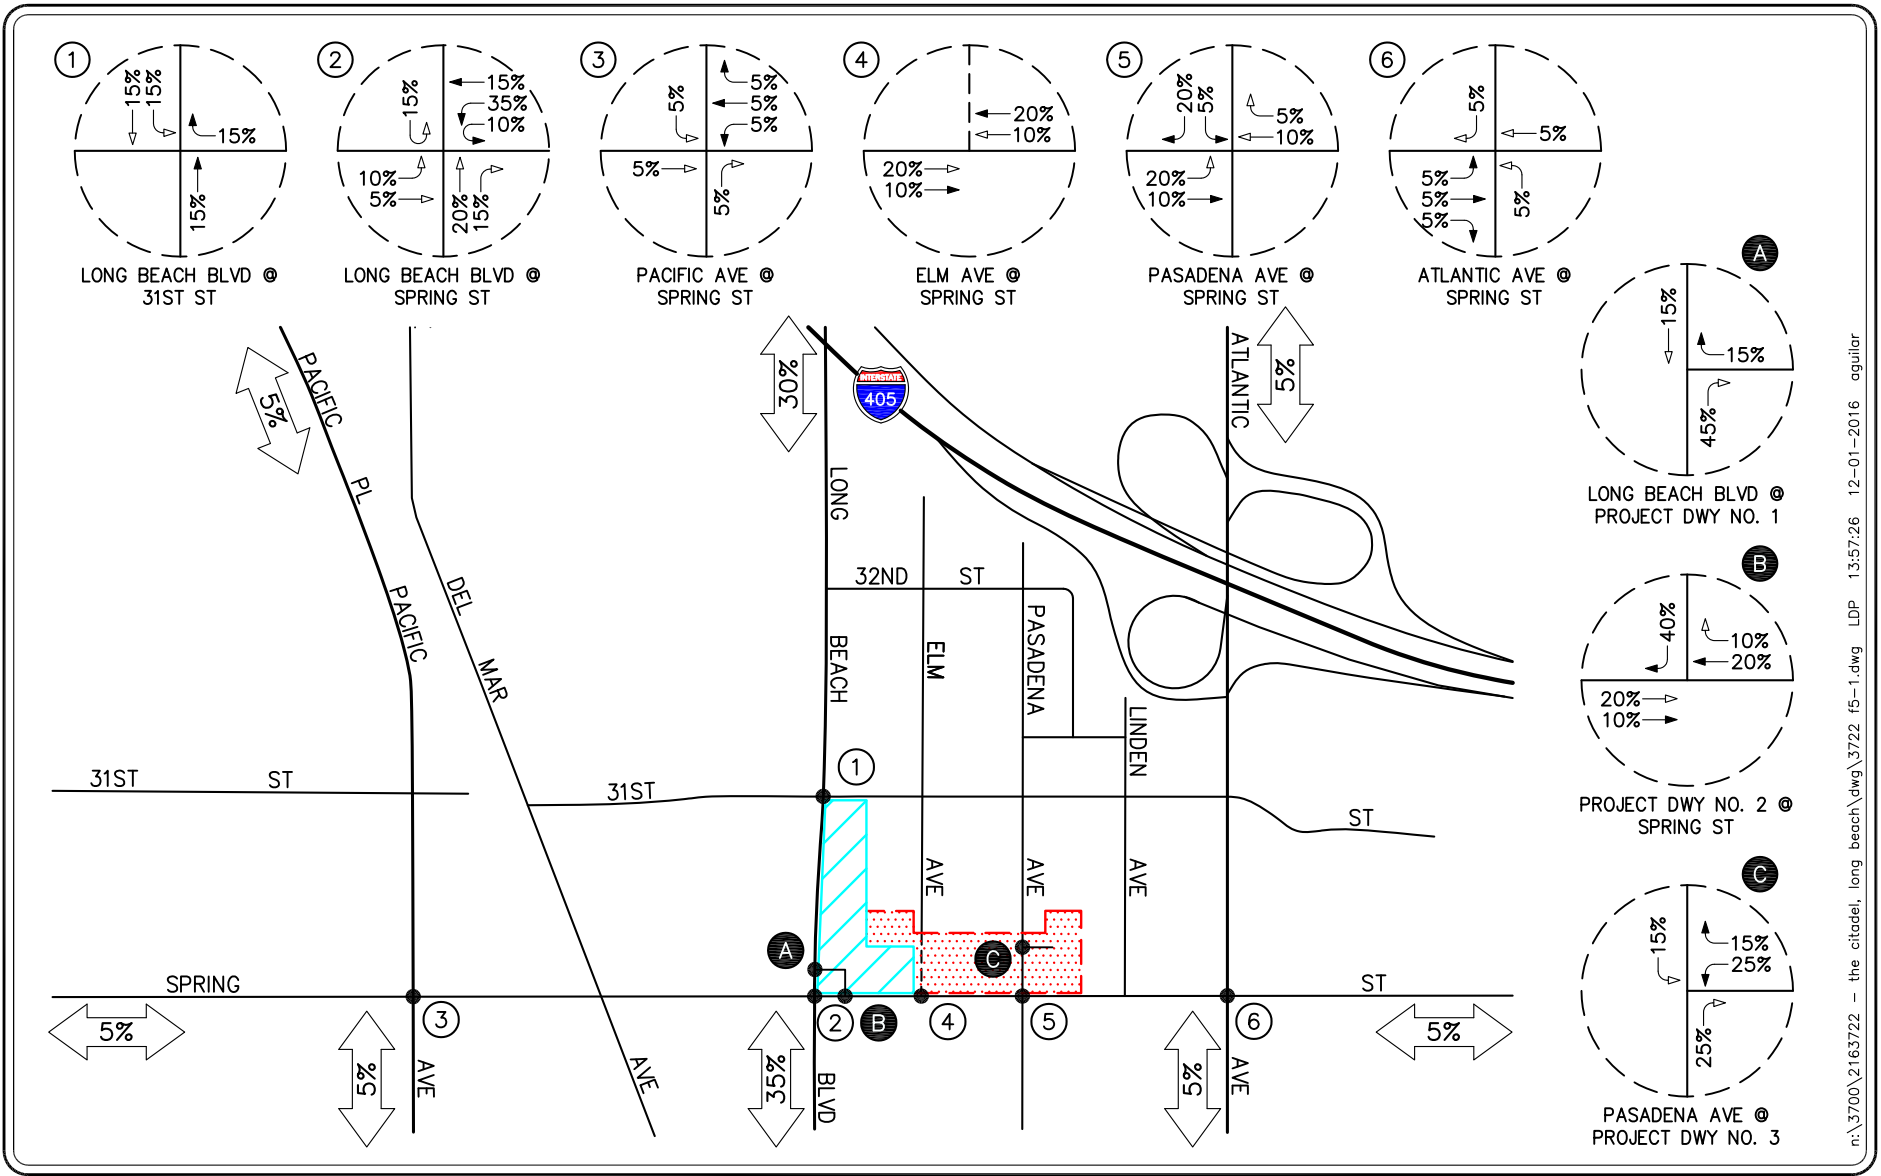 1
15%
15%
15%
15%
LONG BEACH BLVD @
31ST ST
2
15%
15%
35%
10%
10%
5%
20%
15%
LONG BEACH BLVD @
SPRING ST
3
5%
5%
5%
5%
5%
5%
PACIFIC AVE @
SPRING ST
4
20%
10%
20%
10%
ELM AVE @
SPRING ST
5
20%
5%
5%
10%
20%
10%
PASADENA AVE @
SPRING ST
6
5%
5%
5%
5%
5%
5%
ATLANTIC AVE @
SPRING ST
A
15%
15%
45%
LONG BEACH BLVD @
PROJECT DWY NO. 1
B
40%
10%
20%
20%
10%
PROJECT DWY NO. 2 @
SPRING ST
C
15%
15%
25%
25%
PASADENA AVE @
PROJECT DWY NO. 3
PACIFIC
PL
PACIFIC
AVE
5%
DEL
MAR
AVE
30%
LONG
BEACH
BLVD
INTERSTATE
405
ATLANTIC
AVE
5%
32ND ST
ELM
AVE
PASADENA
AVE
LINDEN
AVE
31ST ST
31ST
ST
1
A
C
SPRING
ST
5%
3
5%
2
B
4
5
6
35%
5%
5%
n:\3700\2163722 - the citadel, long beach\dwg\3722 f5-1.dwg LDP 13:57:26 12-01-2016 aguilar